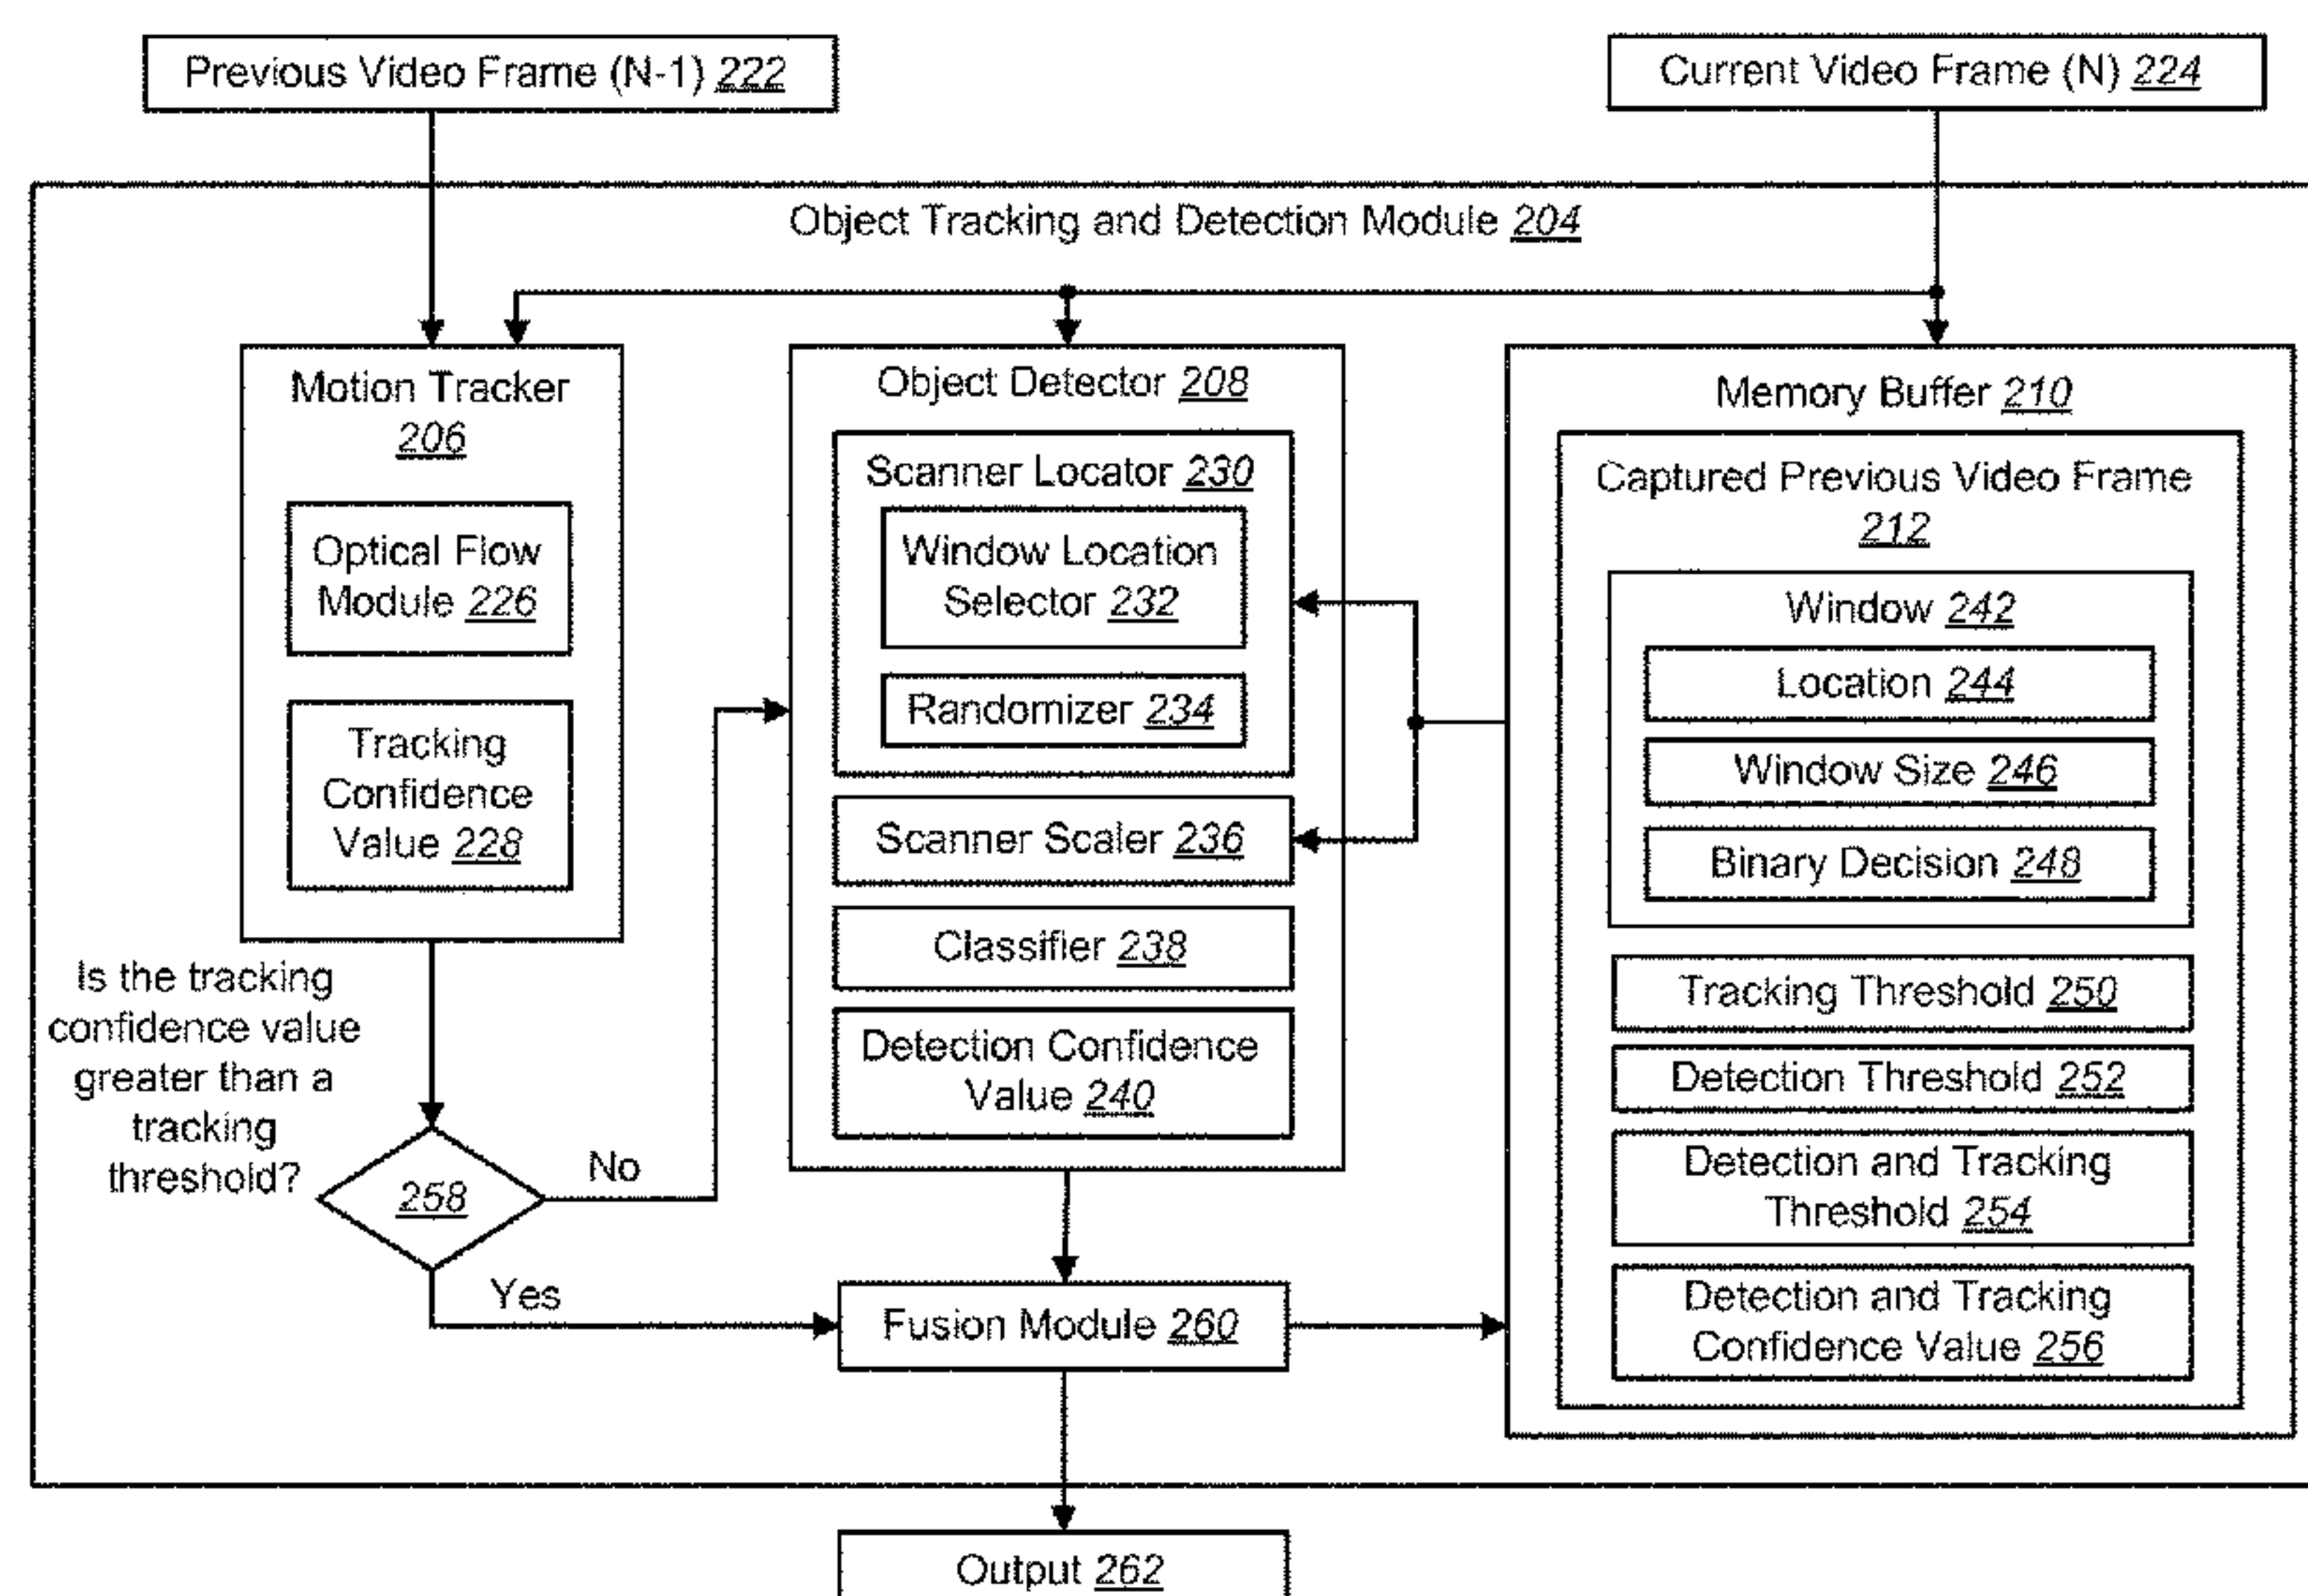 Previous Video Frame (N-1) 222
Current Video Frame (N) 224
Object Tracking and Detection Module 204
Motion Tracker
206
Optical Flow
Module 226
Tracking
Confidence
Value 228
Is the tracking
confidence value
greater than a
tracking
threshold?
258
No
Yes
Object Detector 208
Scanner Locator 230
Window Location
Selector 232
Randomizer 234
Scanner Scaler 236
Classifier 238
Detection Confidence
Value 240
Fusion Module 260
Memory Buffer 210
Captured Previous Video Frame
212
Window 242
Location 244
Window Size 246
Binary Decision 248
Tracking Threshold 250
Detection Threshold 252
Detection and Tracking
Threshold 254
Detection and Tracking
Confidence Value 256
Output 262